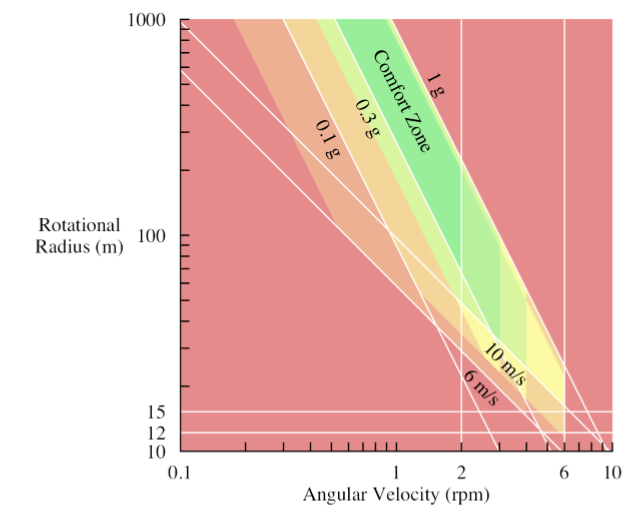 1000
Comfort Zone
1 g
0.3 g
0.1 g
Rotational
Radius (m)
100
10 m/s
6 m/s
15
12
10
0.1
1
2
6
10
Angular Velocity (rpm)